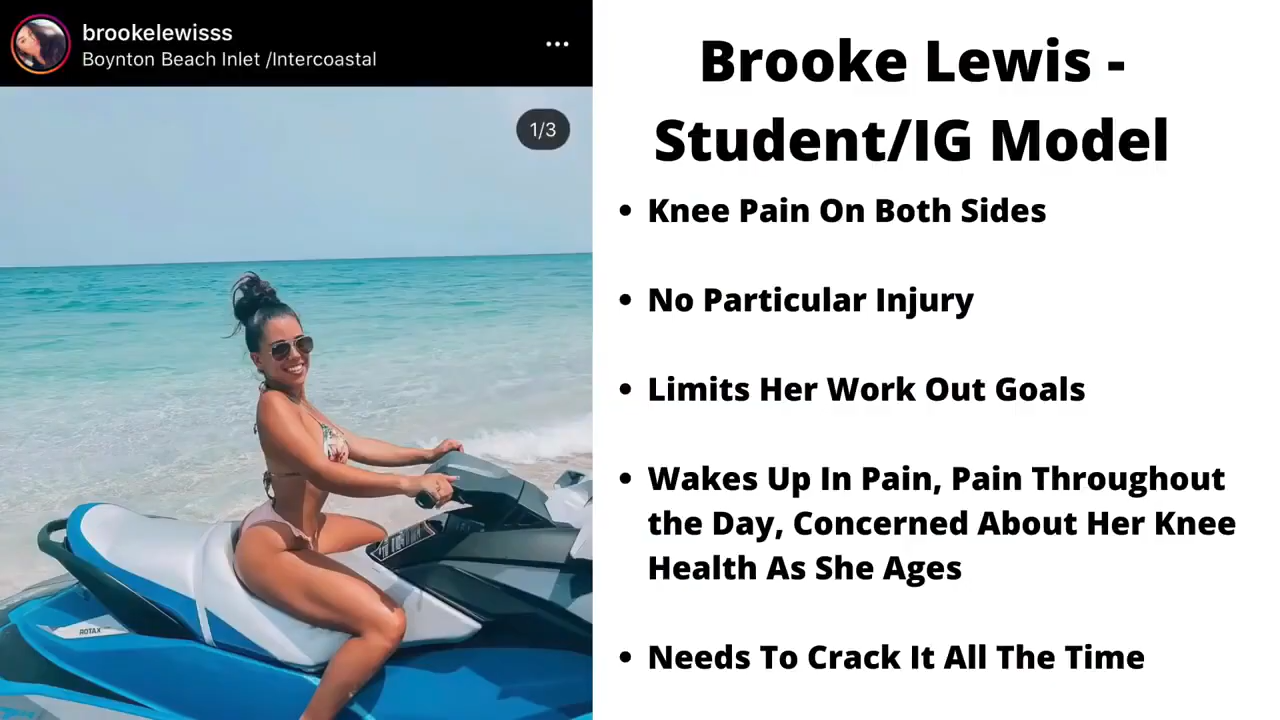 brookelewisss
Boynton Beach Inlet /Intercoastal
1/3
ROTAX
Brooke Lewis -
Student/IG Model
• Knee Pain On Both Sides
• No Particular Injury
• Limits Her Work Out Goals
• Wakes Up In Pain, Pain Throughout
the Day, Concerned About Her Knee
Health As She Ages
• Needs To Crack It All The Time